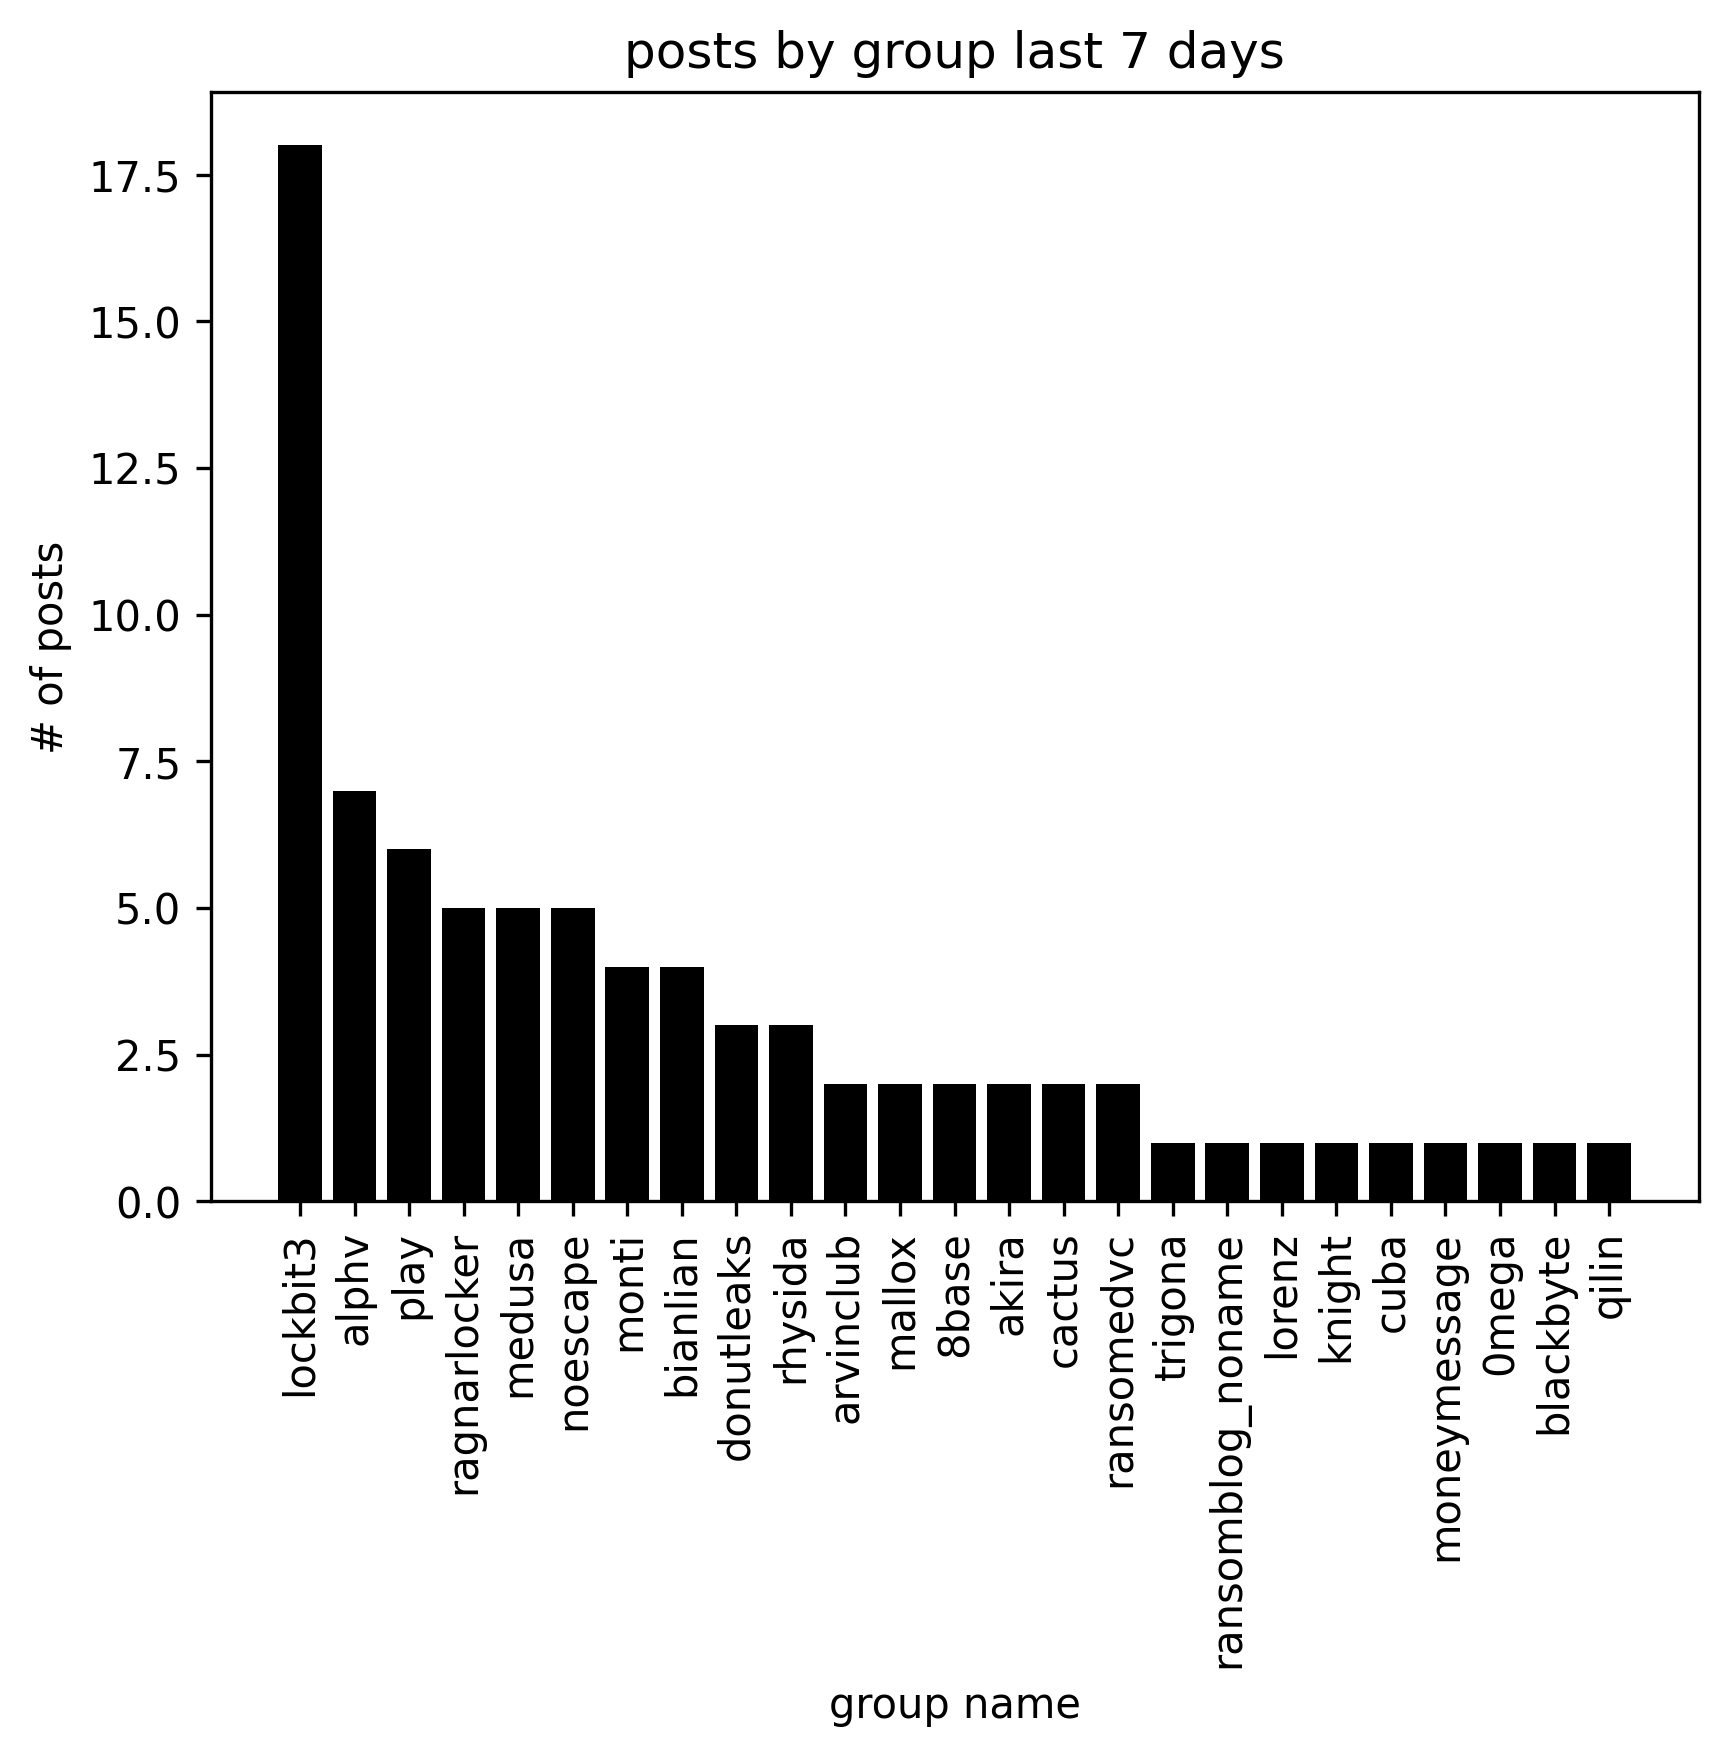 posts by group last 7 days
17.5
15.0
12.5
10.0
7.5
5.0
2.5
0.0
# of posts
lockbit3
alphv
play
ragnarlocker
medusa
noescape
monti
bianlian
donutleaks
rhysida
arvinclub
mallox
8base
akira
cactus
ransomedvc
trigona
ransomblog_noname
lorenz
knight
cuba
moneymessage
0mega
blackbyte
qilin
group name